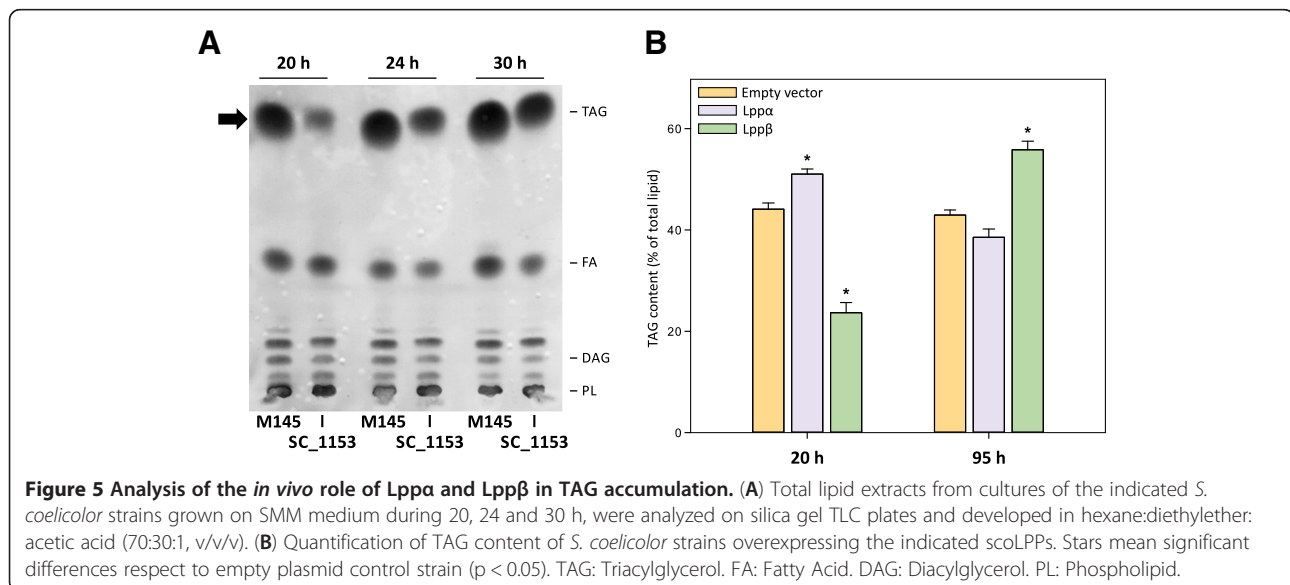 A
20 h 24 h 30 h
TAG
FA
DAG
PL
M145 I M145 I M145 I
SC_1153 SC_1153 SC_1153
B
Empty vector
Lppα
Lppβ
TAG content (% of total lipid)
60
40
20
0
* * *
20 h 95 h
Figure 5 Analysis of the in vivo role of Lppα and Lppβ in TAG accumulation. (A) Total lipid extracts from cultures of the indicated S.
coelicolor strains grown on SMM medium during 20, 24 and 30 h, were analyzed on silica gel TLC plates and developed in hexane:diethylether:
acetic acid (70:30:1, v/v/v). (B) Quantification of TAG content of S. coelicolor strains overexpressing the indicated scoLPPs. Stars mean significant
differences respect to empty plasmid control strain (p < 0.05). TAG: Triacylglycerol. FA: Fatty Acid. DAG: Diacylglycerol. PL: Phospholipid.